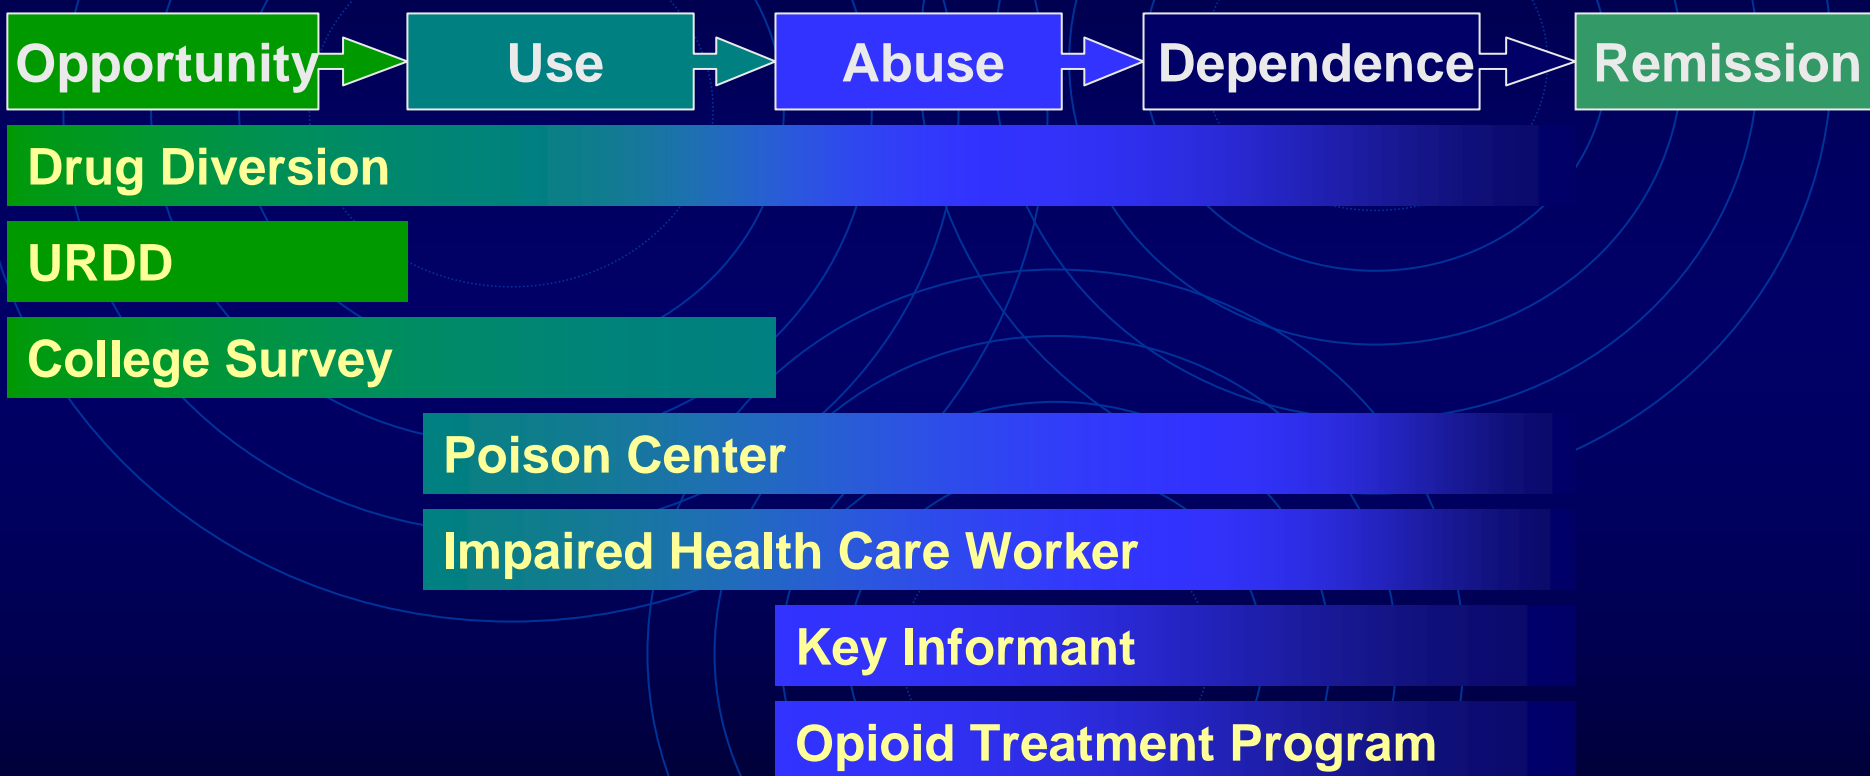 Opportunity Use Abuse Dependence Remission
Drug Diversion
URDD
College Survey
Poison Center
Impaired Health Care Worker
Key Informant
Opioid Treatment Program